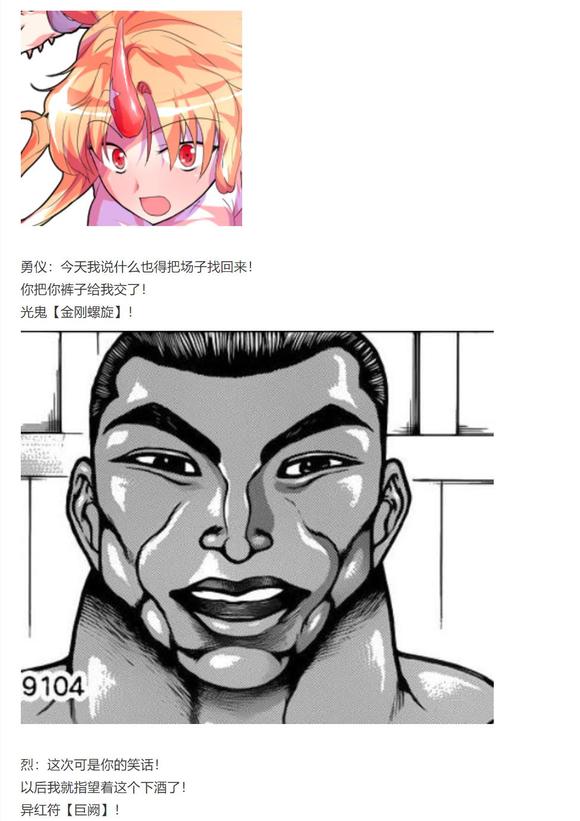 勇仪：今天我说什么也得把场子找回来！
你把你裤子给我交了！
光鬼【金刚螺旋】！
9104
烈：这次可是你的笑话！
以后我就指望着这个下酒了！
异红符【巨阙】！